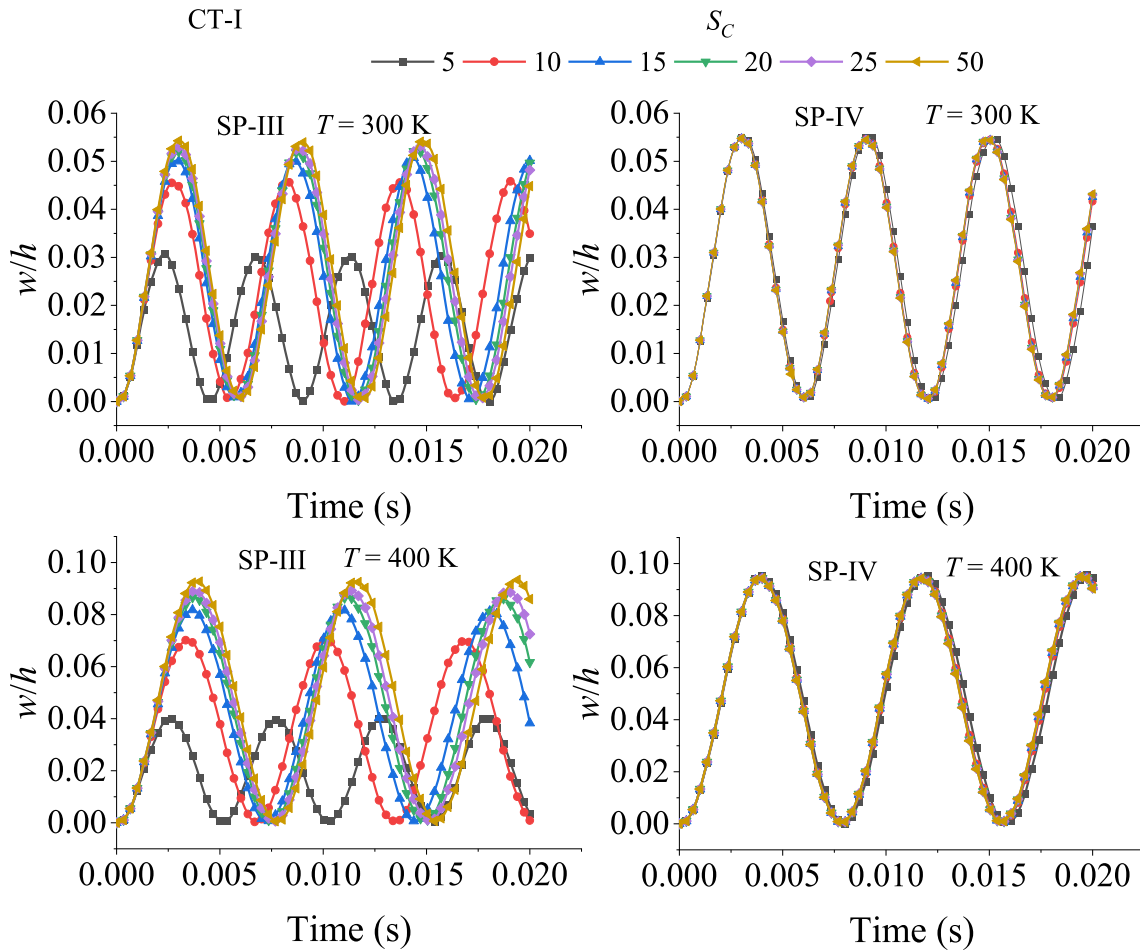 CT-I
S_C
5 10 15 20 25 50
SP-III T = 300 K
w/h
0.06
0.05
0.04
0.03
0.02
0.01
0.00
0.000 0.005 0.010 0.015 0.020
Time (s)
SP-IV T = 300 K
w/h
0.06
0.05
0.04
0.03
0.02
0.01
0.00
0.000 0.005 0.010 0.015 0.020
Time (s)
SP-III T = 400 K
w/h
0.10
0.08
0.06
0.04
0.02
0.00
0.000 0.005 0.010 0.015 0.020
Time (s)
SP-IV T = 400 K
w/h
0.10
0.08
0.06
0.04
0.02
0.00
0.000 0.005 0.010 0.015 0.020
Time (s)